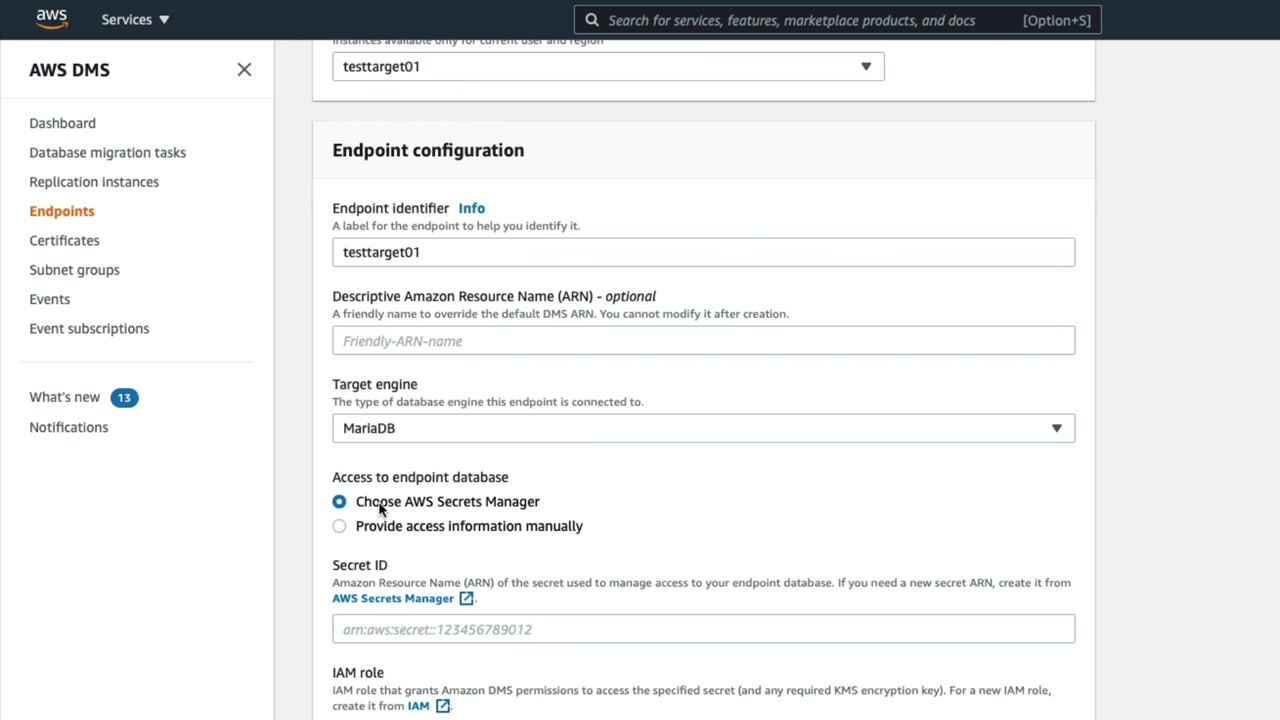 aws
Services
Search for services, features, marketplace products, and docs
[Option+S]
AWS DMS
Dashboard
Database migration tasks
Replication instances
Endpoints
Certificates
Subnet groups
Events
Event subscriptions
What's new 13
Notifications
Instances available only for current user and region
testtarget01
Endpoint configuration
Endpoint identifier Info
A label for the endpoint to help you identify it.
testtarget01
Descriptive Amazon Resource Name (ARN) - optional
A friendly name to override the default DMS ARN. You cannot modify it after creation.
Friendly-ARN-name
Target engine
The type of database engine this endpoint is connected to.
MariaDB
Access to endpoint database
Choose AWS Secrets Manager
Provide access information manually
Secret ID
Amazon Resource Name (ARN) of the secret used to manage access to your endpoint database. If you need a new secret ARN, create it from
AWS Secrets Manager .
arn:aws:secret::123456789012
IAM role
IAM role that grants Amazon DMS permissions to access the specified secret (and any required KMS encryption key). For a new IAM role,
create it from IAM .